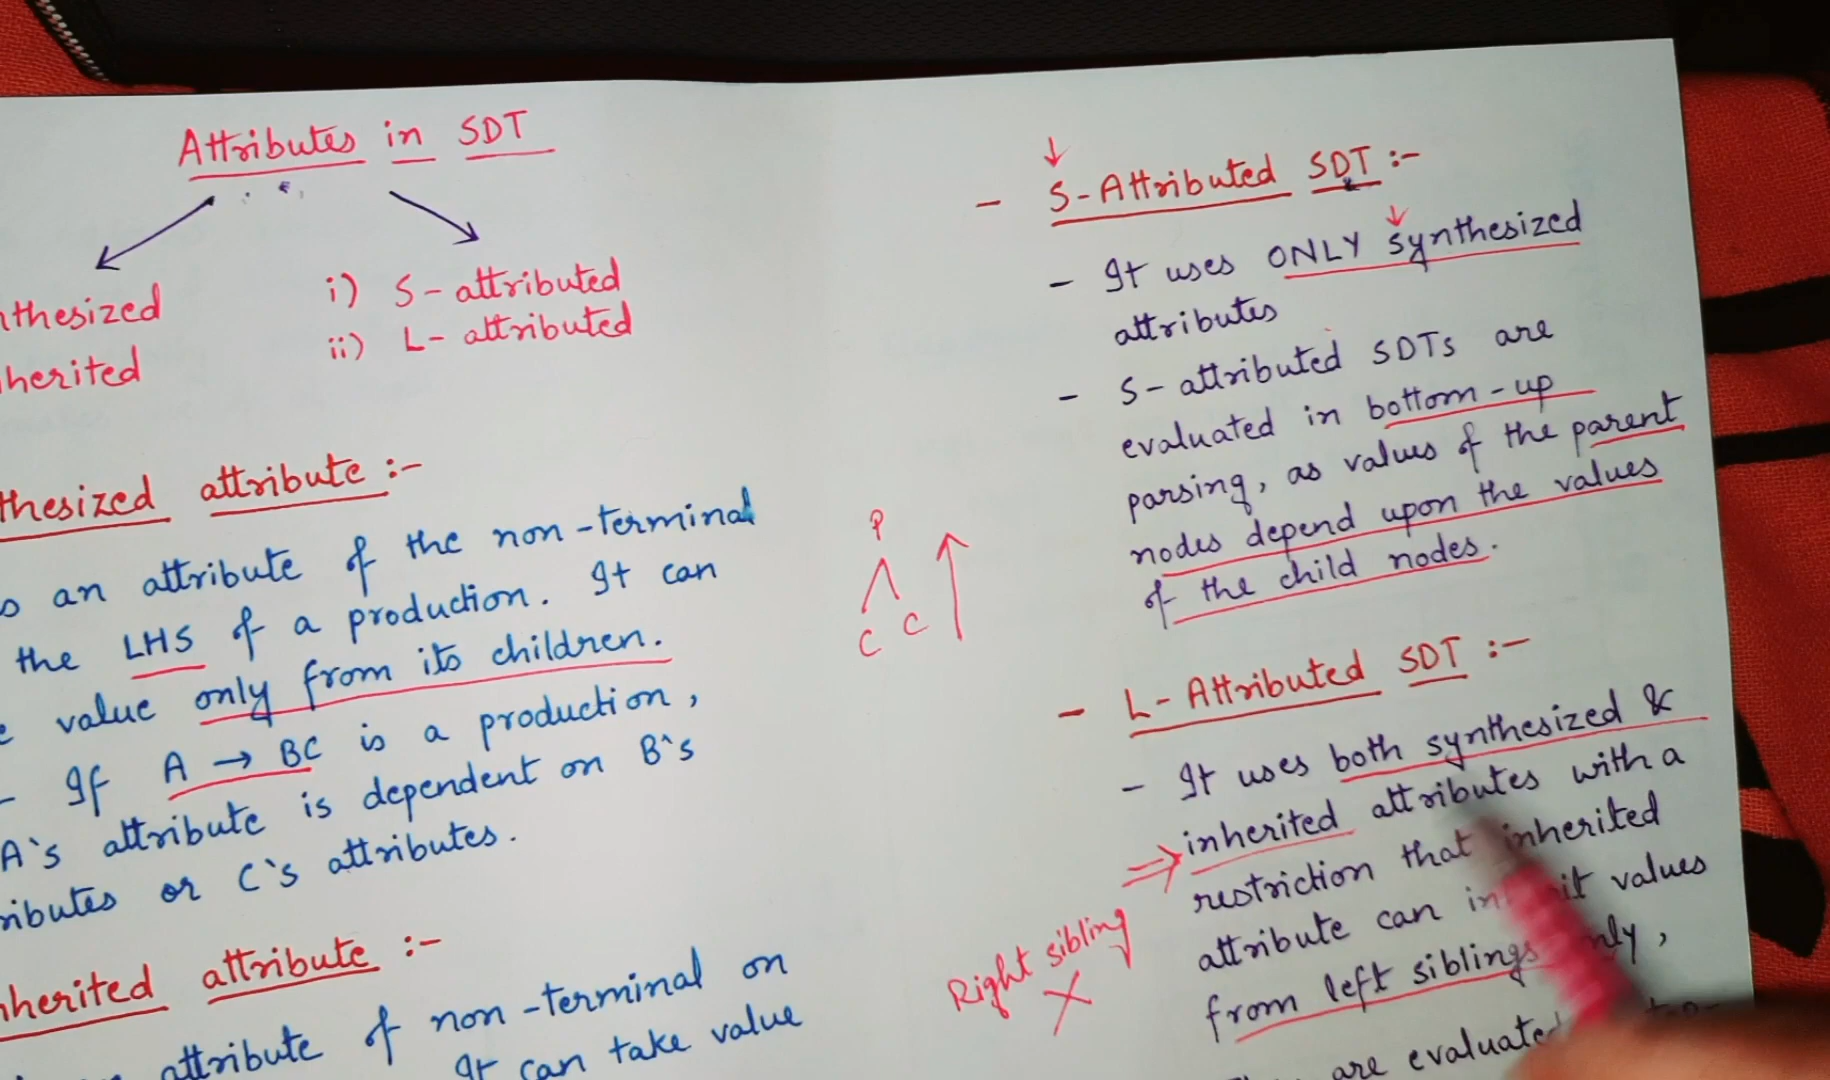 Attributes in SDT
nthesized
herited
i) S-attributed
ii) L-attributed
thesized attribute :-
an attribute of the non-terminal
the LHS of a production. It can
value only from its children.
- If A → BC is a production,
A's attribute is dependent on B's
ributes or C's attributes.
nherited attribute :-
attribute of non-terminal on
It can take value
P
C C
- S-Attributed SDT :-
- It uses ONLY synthesized
attributes
- S-attributed SDTs are
evaluated in bottom-up
parsing, as values of the parent
nodes depend upon the values
of the child nodes.
- L-Attributed SDT :-
- It uses both synthesized &
⇒ inherited attributes with a
restriction that inherited
attribute can values
from left siblings only,
are evaluated
Right sibling
X